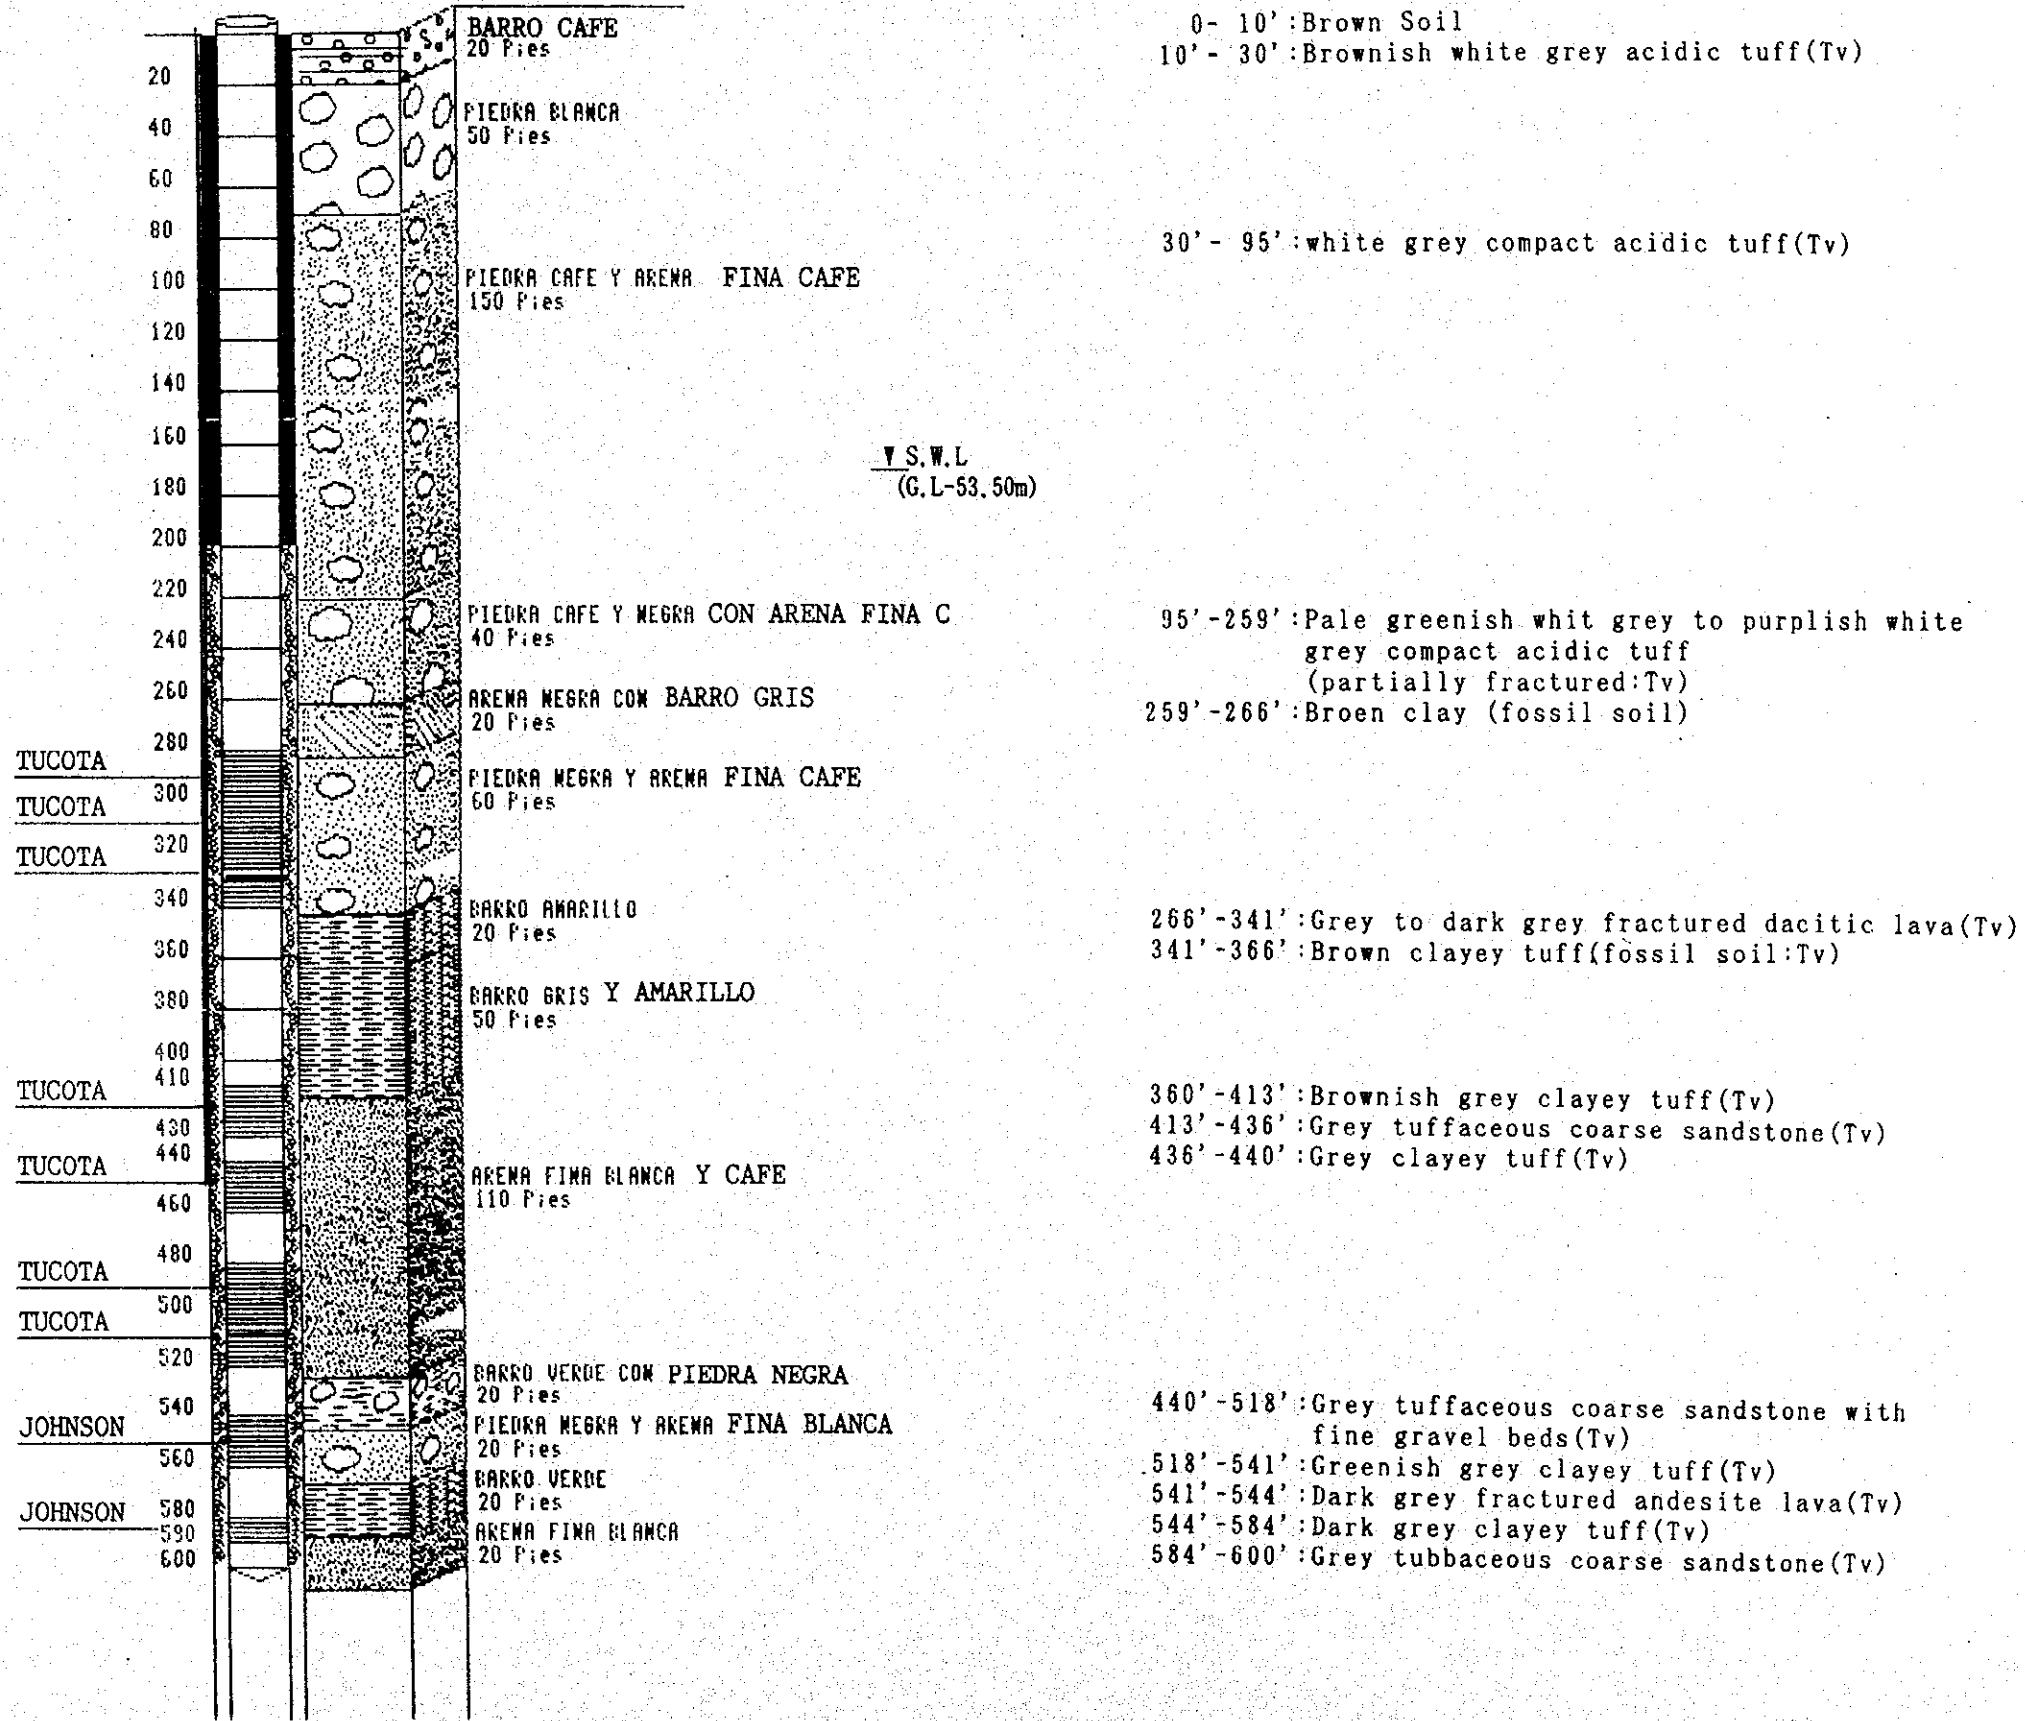 BARRO CAFE
20 Pies
0- 10':Brown Soil
10'- 30':Brownish white grey acidic tuff(Tv)
20
PIEDRA BLANCA
50 Pies
40
60
80
30'- 95':white grey compact acidic tuff(Tv)
PIEDRA CAFE Y ARENA FINA CAFE
150 Pies
100
120
140
160
S.W.L
(G.L-53.50m)
180
200
220
PIEDRA CAFE Y NEGRA CON ARENA FINA C
40 Pies
95'-259':Pale greenish whit grey to purplish white
grey compact acidic tuff
(partially fractured:Tv)
240
260
ARENA NEGRA CON BARRO GRIS
20 Pies
259'-266':Broen clay (fossil soil)
280
TUCOTA
PIEDRA NEGRA Y ARENA FINA CAFE
60 Pies
300
TUCOTA
320
TUCOTA
340
BARRO AMARILLO
20 Pies
266'-341':Grey to dark grey fractured dacitic lava(Tv)
341'-366':Brown clayey tuff(fossil soil:Tv)
360
380
BARRO GRIS Y AMARILLO
50 Pies
400
410
TUCOTA
360'-413':Brownish grey clayey tuff(Tv)
413'-436':Grey tuffaceous coarse sandstone(Tv)
436'-440':Grey clayey tuff(Tv)
430
440
TUCOTA
ARENA FINA BLANCA Y CAFE
110 Pies
460
480
TUCOTA
500
TUCOTA
520
BARRO VERDE CON PIEDRA NEGRA
20 Pies
540
440'-518':Grey tuffaceous coarse sandstone with
fine gravel beds(Tv)
JOHNSON
PIEDRA NEGRA Y ARENA FINA BLANCA
20 Pies
560
518'-541':Greenish grey clayey tuff(Tv)
BARRO VERDE
20 Pies
541'-544':Dark grey fractured andesite lava(Tv)
JOHNSON
580
590
600
ARENA FINA BLANCA
20 Pies
544'-584':Dark grey clayey tuff(Tv)
584'-600':Grey tubbaceous coarse sandstone(Tv)